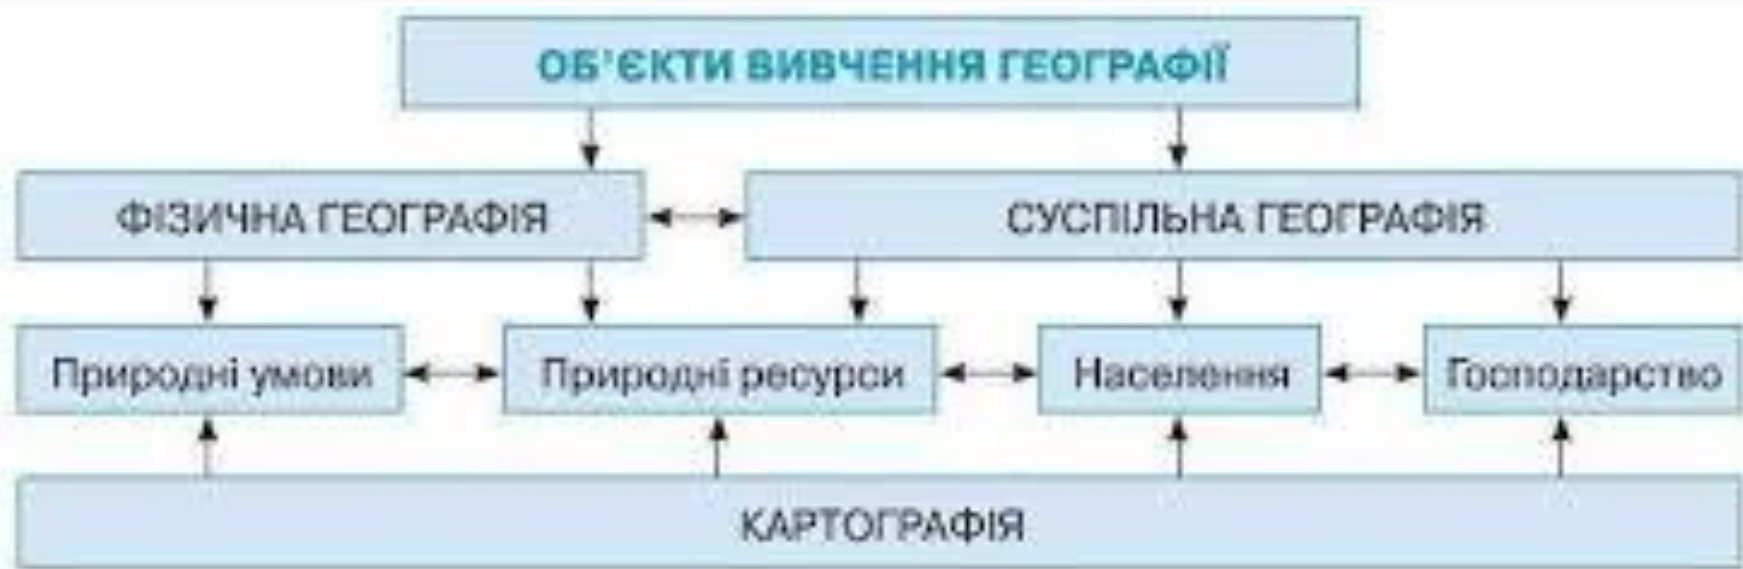 ОБ’ЄКТИ ВИВЧЕННЯ ГЕОГРАФІЇ
ФІЗИЧНА ГЕОГРАФІЯ
СУСПІЛЬНА ГЕОГРАФІЯ
Природні умови
Природні ресурси
Населення
Господарство
КАРТОГРАФІЯ